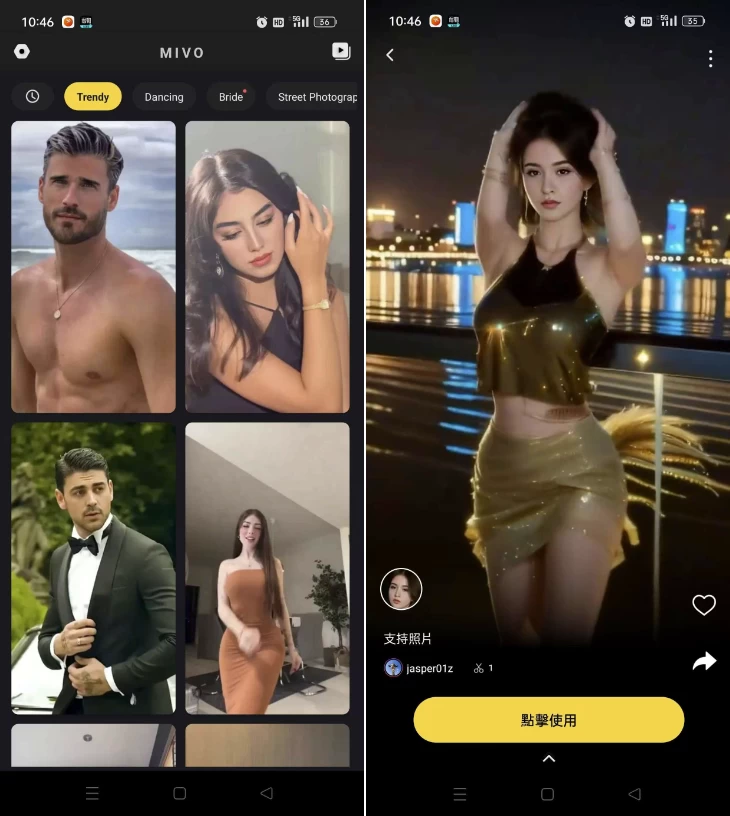 10:46
5G
HD
36
MIVO
Trendy
Dancing
Bride
Street Photograp
10:46
5G
HD
35
支持照片
jasper01z
1
點擊使用